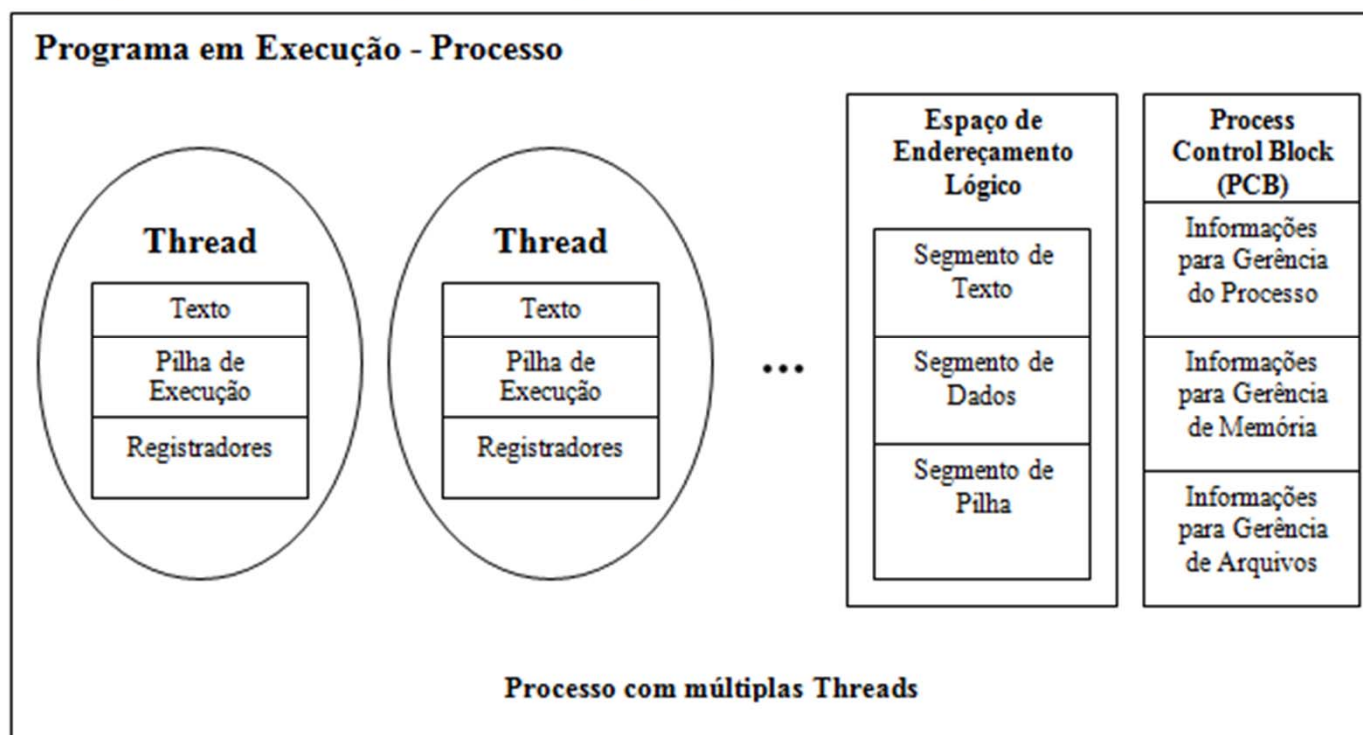 Programa em Execução - Processo
Thread
Texto
Pilha de
Execução
Registradores
Thread
Texto
Pilha de
Execução
Registradores
...
Espaço de
Endereçamento
Lógico
Segmento de
Texto
Segmento de
Dados
Segmento de
Pilha
Process
Control Block
(PCB)
Informações
para Gerência
do Processo
Informações
para Gerência
de Memória
Informações
para Gerência
de Arquivos
Processo com múltiplas Threads